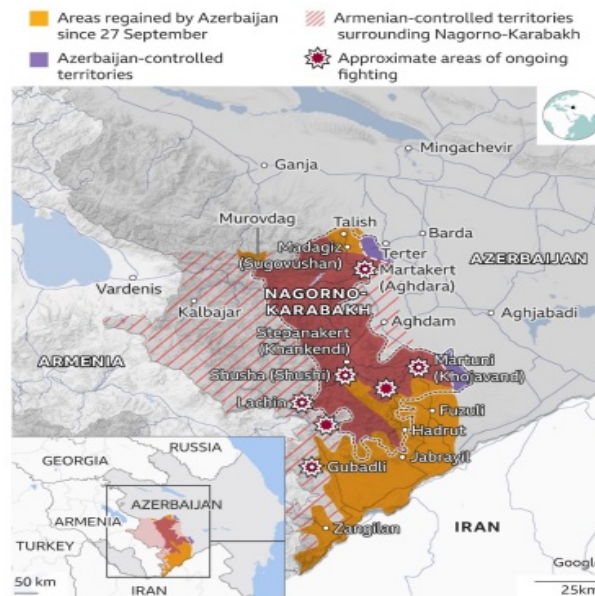 Areas regained by Azerbaijan
since 27 September
Azerbaijan-controlled
territories
Armenian-controlled territories
surrounding Nagorno-Karabakh
Approximate areas of ongoing
fighting
Mingachevir
Ganja
Murovdag
Talish
Barda
Madagiz
(Sugovushan)
Terter
AZERBAIJAN
Martakert
(Aghdara)
Vardenis
NAGORNO-
KARABAKH
Kalbajar
Aghjabadi
Aghdam
Stepanakert
(Khankendi)
ARMENIA
Martuni
(Khojavand)
Shusha (Shushi)
Lachin
Fuzuli
Hadrut
Gubadli
Jabrayil
Zangilan
IRAN
RUSSIA
GEORGIA
AZERBAIJAN
ARMENIA
TURKEY
IRAN
50 km
Google
25km